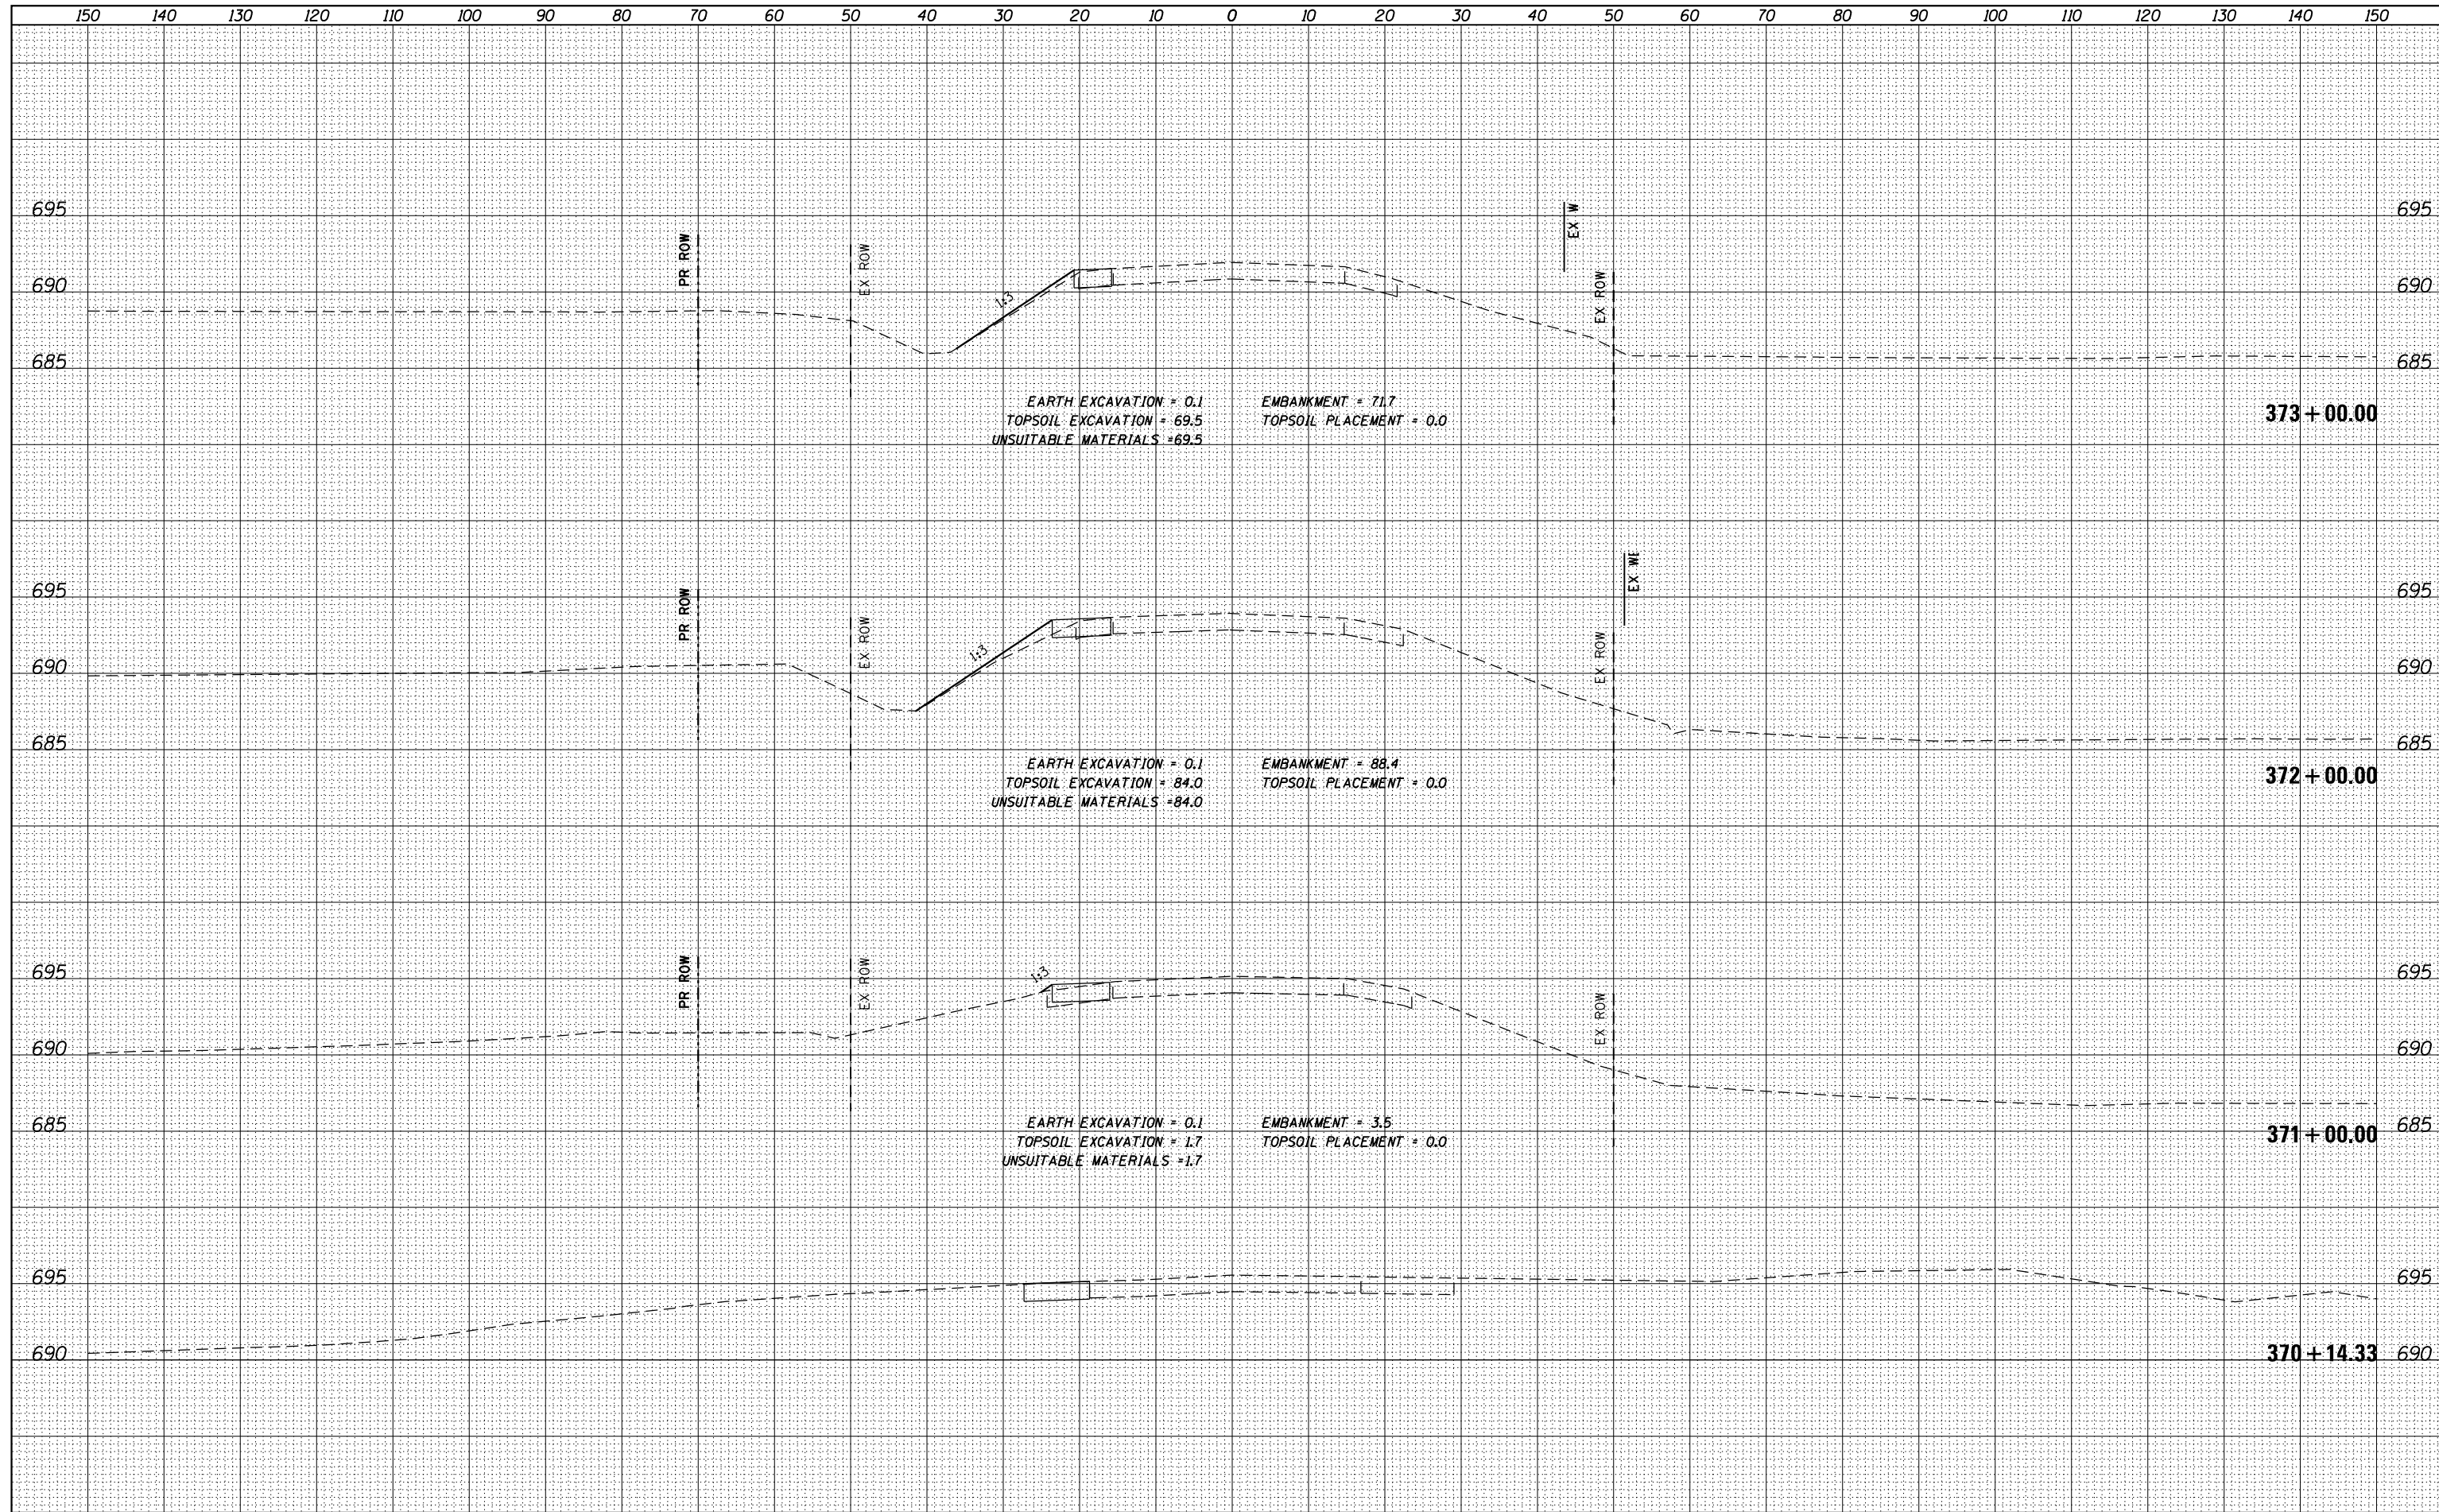 150 140 130 120 110 100 90 80 70 60 50 40 30 20 10 0 10 20 30 40 50 60 70 80 90 100 110 120 130 140 150
695 695
EX W
PR ROW
EX ROW
690 690
EX ROW
1:3
685 685
EARTH EXCAVATION = 0.1 EMBANKMENT = 71.7
373+00.00
TOPSOIL EXCAVATION = 69.5 TOPSOIL PLACEMENT = 0.0
UNSUITABLE MATERIALS =69.5
EX WE
695 695
PR ROW
EX ROW
EX ROW
1:3
690 690
685 685
EARTH EXCAVATION = 0.1 EMBANKMENT = 88.4
372+00.00
TOPSOIL EXCAVATION = 84.0 TOPSOIL PLACEMENT = 0.0
UNSUITABLE MATERIALS =84.0
695 695
PR ROW
EX ROW
1:3
EX ROW
690 690
685 685
EARTH EXCAVATION = 0.1 EMBANKMENT = 3.5
371+00.00
TOPSOIL EXCAVATION = 1.7 TOPSOIL PLACEMENT = 0.0
UNSUITABLE MATERIALS =1.7
695 695
690 370+14.33 690